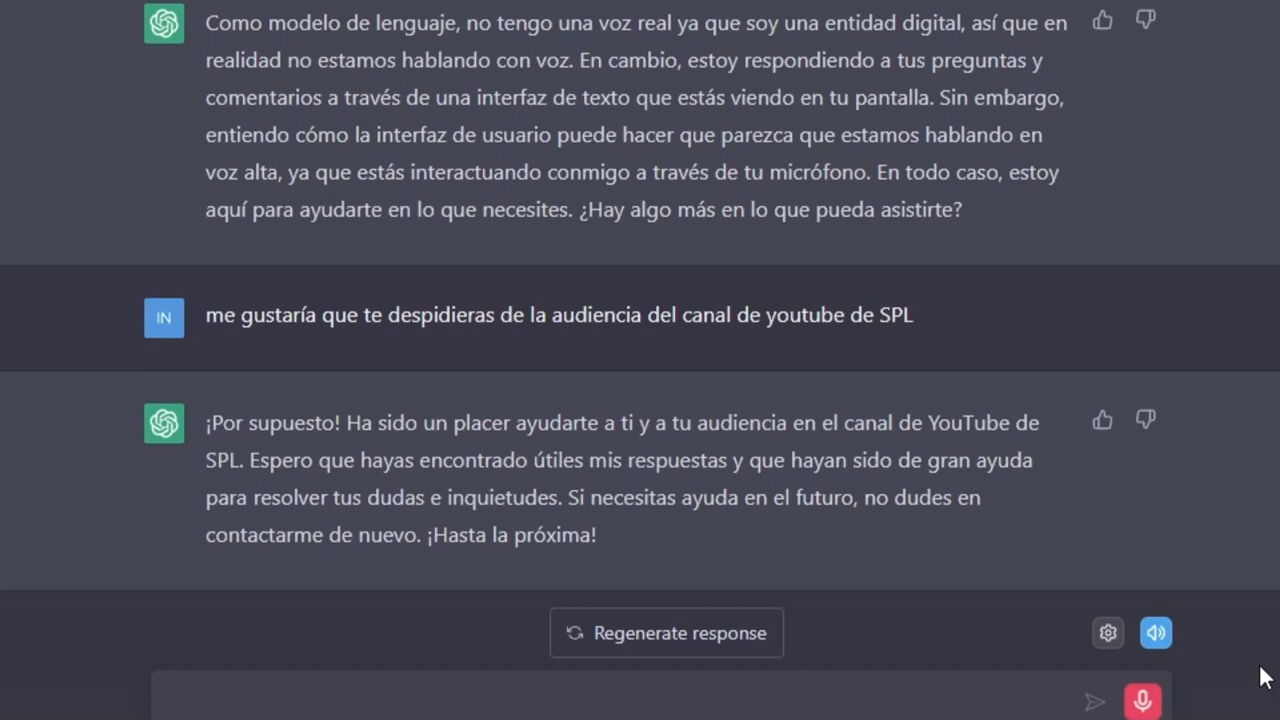 Como modelo de lenguaje, no tengo una voz real ya que soy una entidad digital, así que en
realidad no estamos hablando con voz. En cambio, estoy respondiendo a tus preguntas y
comentarios a través de una interfaz de texto que estás viendo en tu pantalla. Sin embargo,
entiendo cómo la interfaz de usuario puede hacer que parezca que estamos hablando en
voz alta, ya que estás interactuando conmigo a través de tu micrófono. En todo caso, estoy
aquí para ayudarte en lo que necesites. ¿Hay algo más en lo que pueda asistirte?
IN
me gustaría que te despidieras de la audiencia del canal de youtube de SPL
¡Por supuesto! Ha sido un placer ayudarte a ti y a tu audiencia en el canal de YouTube de
SPL. Espero que hayas encontrado útiles mis respuestas y que hayan sido de gran ayuda
para resolver tus dudas e inquietudes. Si necesitas ayuda en el futuro, no dudes en
contactarme de nuevo. ¡Hasta la próxima!
Regenerate response